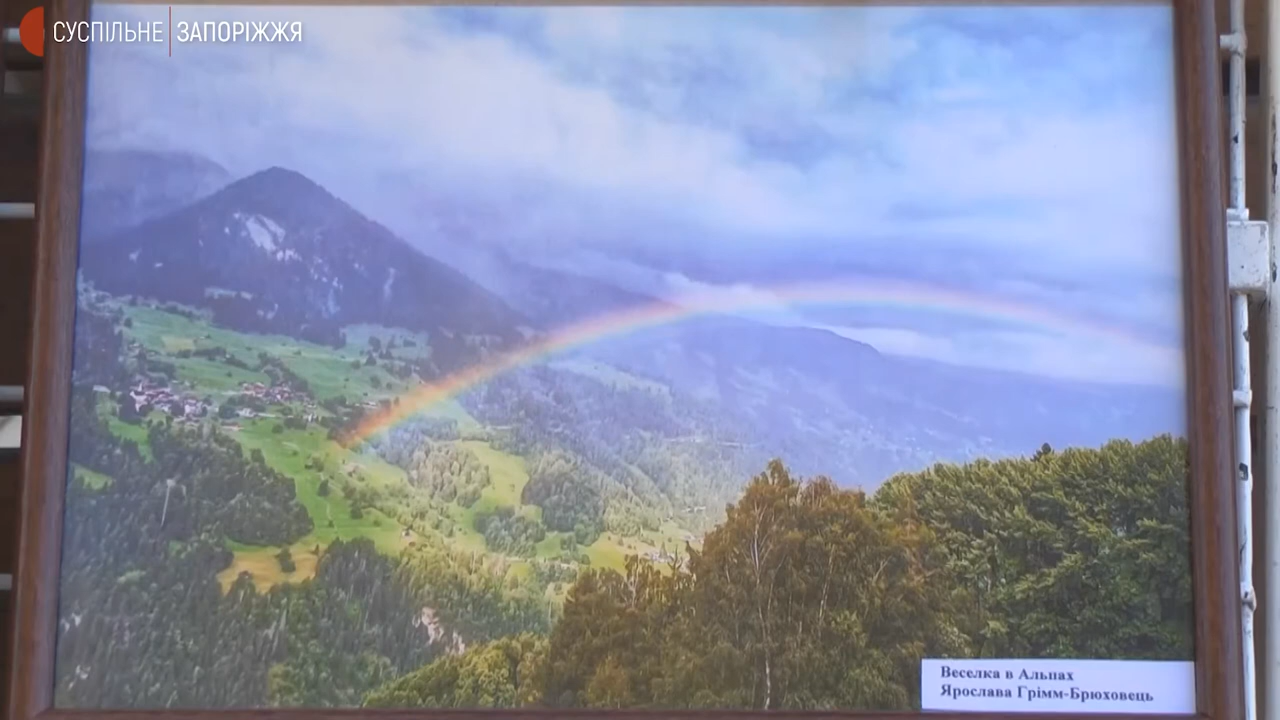 СУСПІЛЬНЕ ЗАПОРІЖЖЯ
Веселка в Альпах
Ярослава Грімм-Брюховець